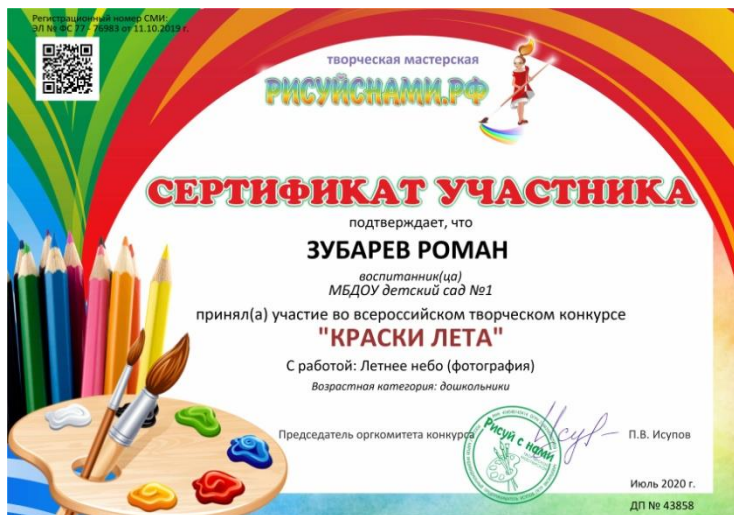 Регистрационный номер СМИ:
ЭЛ № ФС 77 - 76983 от 11.10.2019 г.
творческая мастерская
РИСУЙСНАМИ.РФ
СЕРТИФИКАТ УЧАСТНИКА
подтверждает, что
ЗУБАРЕВ РОМАН
воспитанник(ца)
МБДОУ детский сад №1
принял(а) участие во всероссийском творческом конкурсе
"КРАСКИ ЛЕТА"
С работой: Летнее небо (фотография)
Возрастная категория: дошкольники
Председатель оргкомитета конкурса
Рисуй с нами
П.В. Исупов
Июль 2020 г.
ДП № 43858